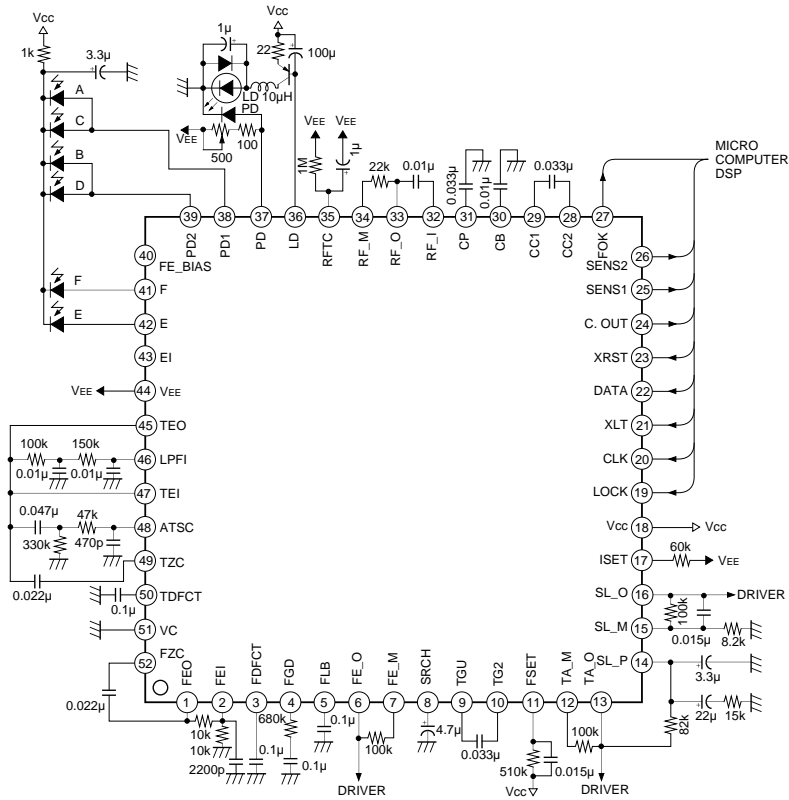 Vcc
1k
3.3μ
A
C
B
D
F
E
1μ
22
Vcc
100μ
LD
10μH
PD
VEE
500
100
VEE
VEE
1M
1μ
22k
0.01μ
0.033μ
0.01μ
0.033μ
MICRO
COMPUTER
DSP
39
38
37
36
35
34
33
32
31
30
29
28
27
PD2
PD1
PD
LD
RFTC
RF_M
RF_O
RF_I
CP
CB
CC1
CC2
FOK
40
FE_BIAS
41
F
42
E
43
EI
VEE
44
VEE
45
TEO
100k
150k
0.01μ
0.01μ
46
LPFI
47
TEI
0.047μ
47k
330k
470p
48
ATSC
49
TZC
0.022μ
0.1μ
50
TDFCT
51
VC
52
FZC
26
SENS2
25
SENS1
24
C. OUT
23
XRST
22
DATA
21
XLT
20
CLK
19
LOCK
Vcc
18
Vcc
ISET
17
60k
VEE
SL_O
16
DRIVER
100k
0.015μ
SL_M
15
8.2k
SL_P
14
3.3μ
22μ
15k
82k
FEO
FEI
FDFCT
FGD
FLB
FE_O
FE_M
SRCH
TGU
TG2
FSET
TA_M
TA_O
1
2
3
4
5
6
7
8
9
10
11
12
13
0.022μ
10k
10k
2200p
0.1μ
680k
0.1μ
0.1μ
100k
DRIVER
4.7μ
0.033μ
510k
0.015μ
Vcc
100k
DRIVER